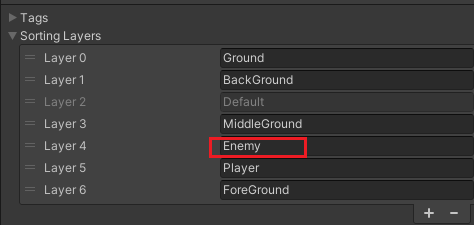 Tags
Sorting Layers
Layer 0 Ground
Layer 1 BackGround
Layer 2 Default
Layer 3 MiddleGround
Layer 4 Enemy
Layer 5 Player
Layer 6 ForeGround
+ −